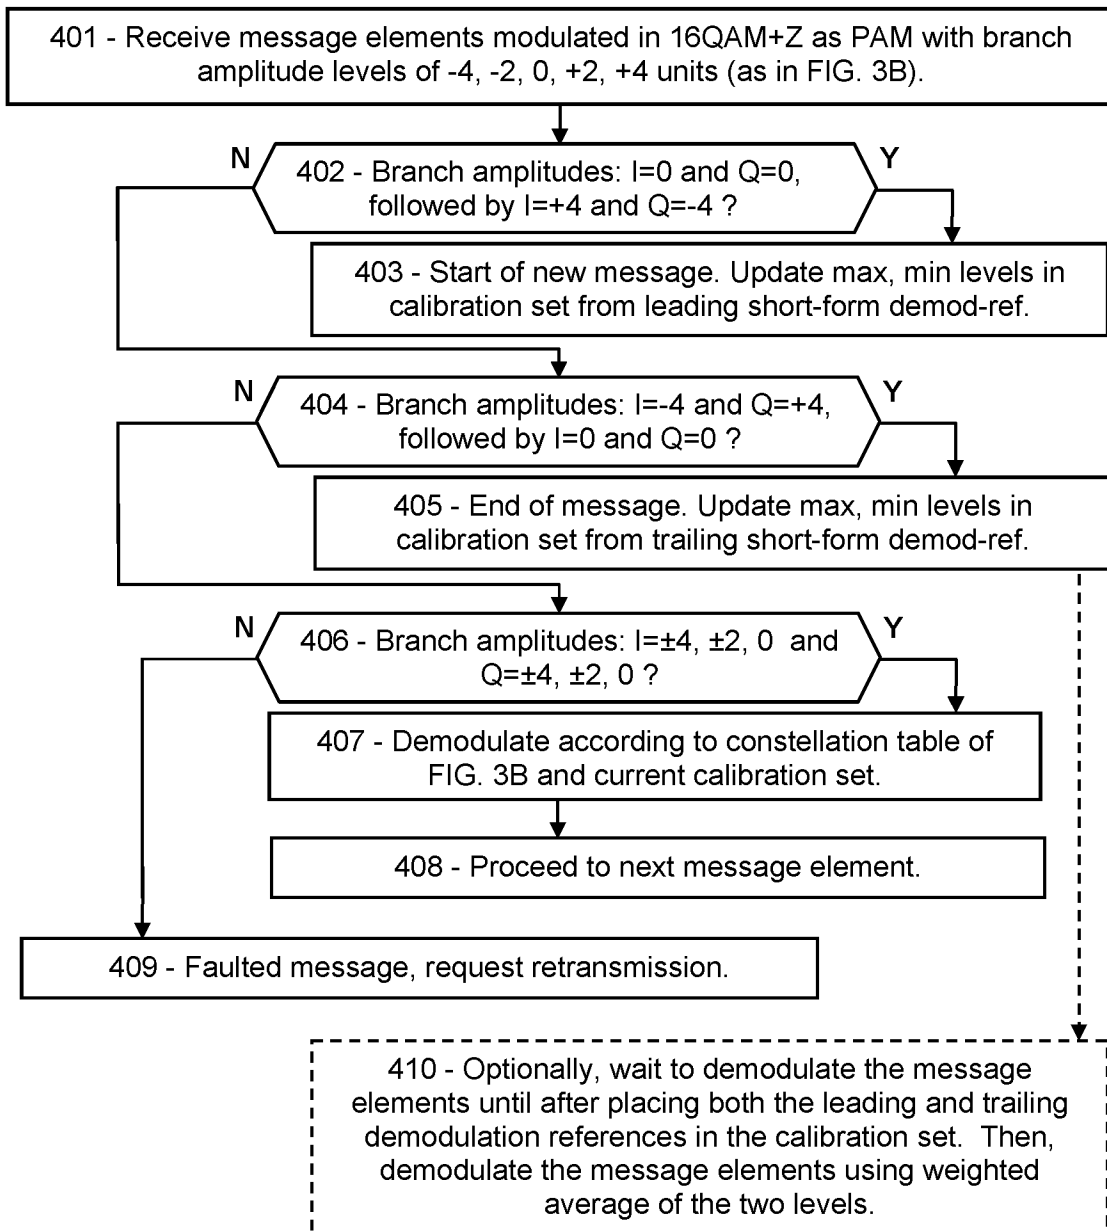 401 - Receive message elements modulated in 16QAM+Z as PAM with branch
amplitude levels of -4, -2, 0, +2, +4 units (as in FIG. 3B).
N
Y
402 - Branch amplitudes: I=0 and Q=0,
followed by I=+4 and Q=-4 ?
403 - Start of new message. Update max, min levels in
calibration set from leading short-form demod-ref.
N
Y
404 - Branch amplitudes: I=-4 and Q=+4,
followed by I=0 and Q=0 ?
405 - End of message. Update max, min levels in
calibration set from trailing short-form demod-ref.
N
Y
406 - Branch amplitudes: I=±4, ±2, 0 and
Q=±4, ±2, 0 ?
407 - Demodulate according to constellation table of
FIG. 3B and current calibration set.
408 - Proceed to next message element.
409 - Faulted message, request retransmission.
410 - Optionally, wait to demodulate the message
elements until after placing both the leading and trailing
demodulation references in the calibration set. Then,
demodulate the message elements using weighted
average of the two levels.